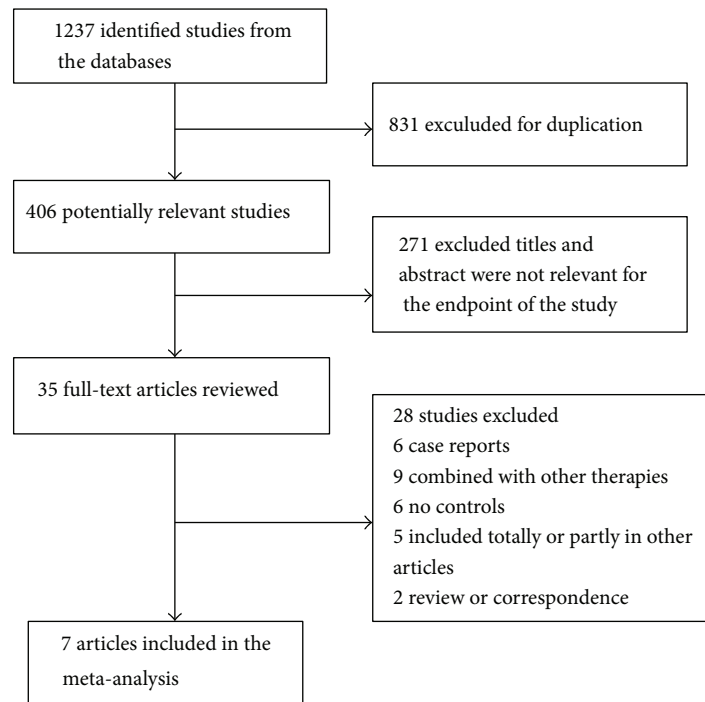 1237 identified studies from
the databases
831 exculuded for duplication
406 potentially relevant studies
271 excluded titles and
abstract were not relevant for
the endpoint of the study
35 full-text articles reviewed
28 studies excluded
6 case reports
9 combined with other therapies
6 no controls
5 included totally or partly in other
articles
2 review or correspondence
7 articles included in the
meta-analysis